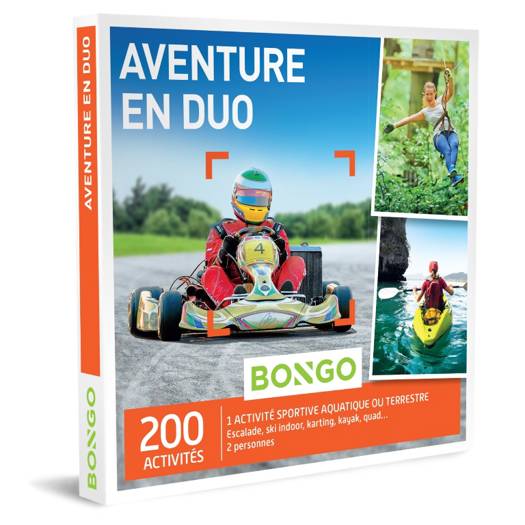 AVENTURE EN DUO
BONGO
AVENTURE
EN DUO
4
BONGO
200
ACTIVITÉS
1 ACTIVITÉ SPORTIVE AQUATIQUE OU TERRESTRE
Escalade, ski indoor, karting, kayak, quad...
2 personnes